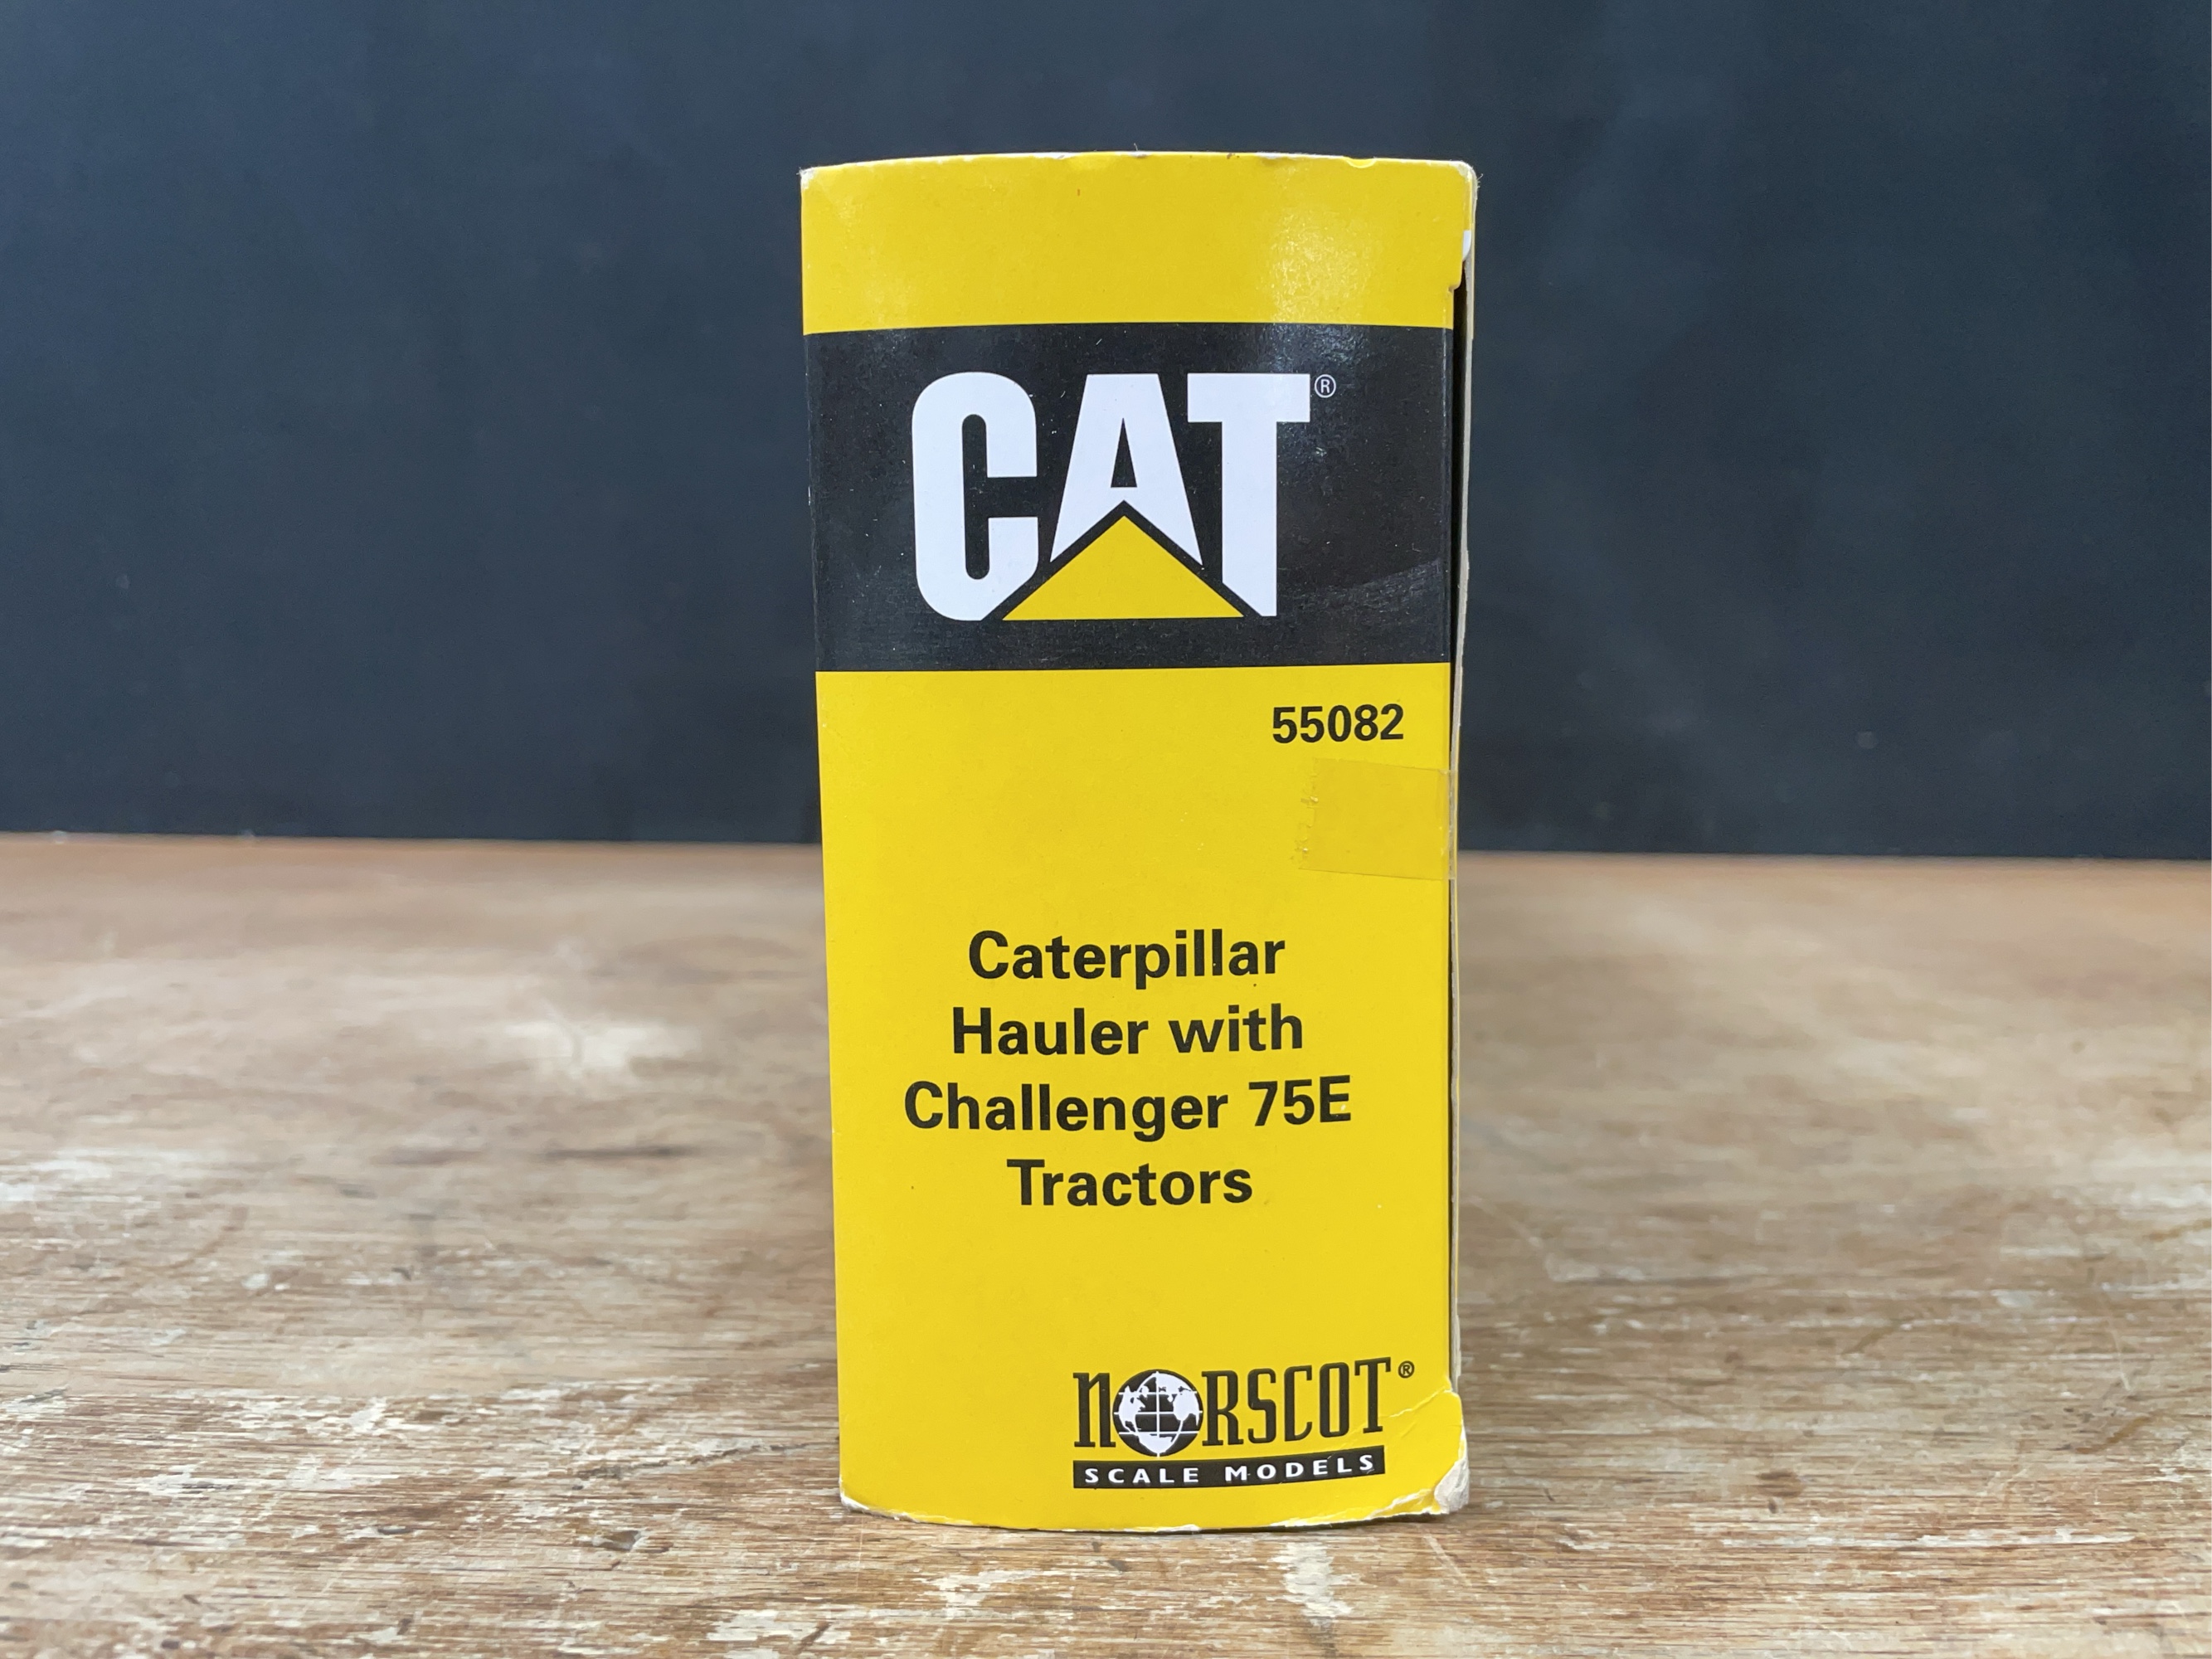 CAT®
55082
Caterpillar
Hauler with
Challenger 75E
Tractors
NORSCOT®
SCALE MODELS